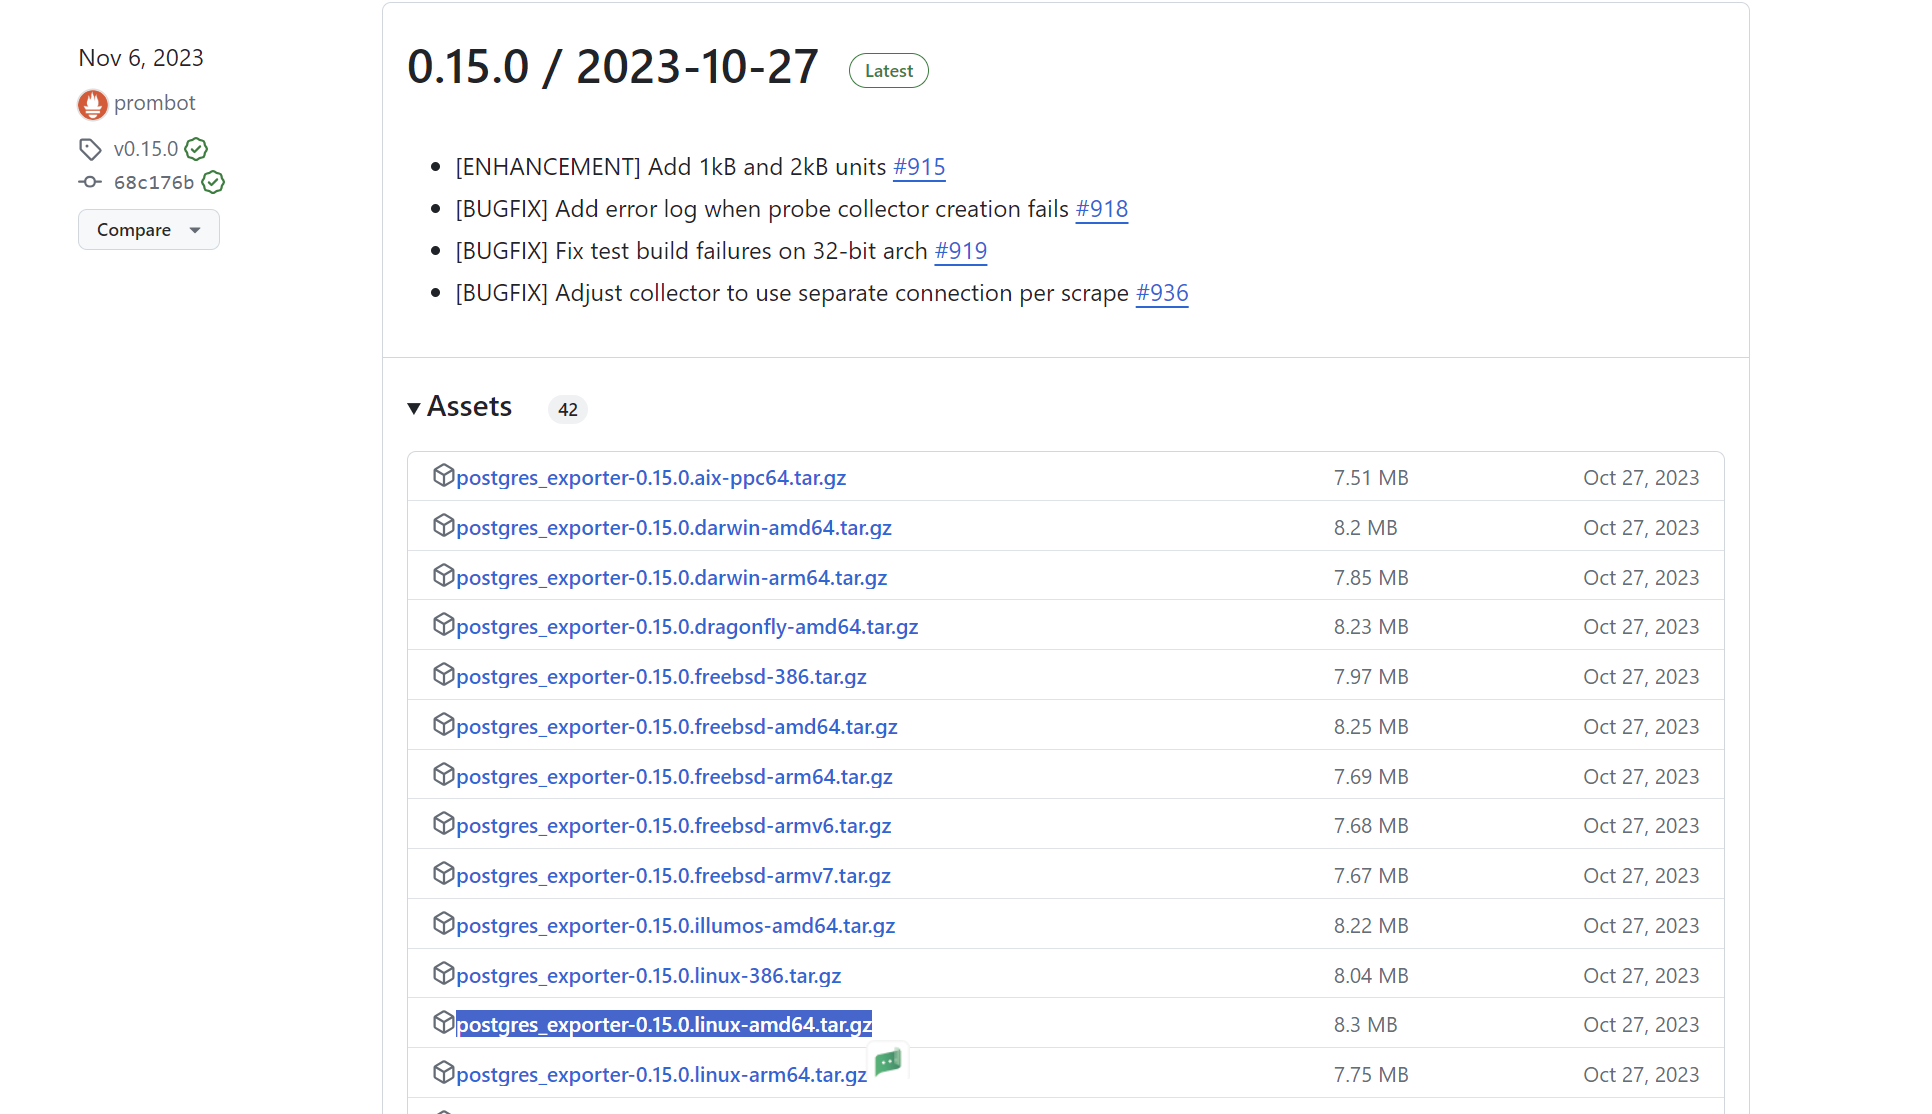 Nov 6, 2023
prombot
v0.15.0
68c176b
Compare
0.15.0 / 2023-10-27 Latest
[ENHANCEMENT] Add 1kB and 2kB units #915
[BUGFIX] Add error log when probe collector creation fails #918
[BUGFIX] Fix test build failures on 32-bit arch #919
[BUGFIX] Adjust collector to use separate connection per scrape #936
Assets 42
postgres_exporter-0.15.0.aix-ppc64.tar.gz 7.51 MB Oct 27, 2023
postgres_exporter-0.15.0.darwin-amd64.tar.gz 8.2 MB Oct 27, 2023
postgres_exporter-0.15.0.darwin-arm64.tar.gz 7.85 MB Oct 27, 2023
postgres_exporter-0.15.0.dragonfly-amd64.tar.gz 8.23 MB Oct 27, 2023
postgres_exporter-0.15.0.freebsd-386.tar.gz 7.97 MB Oct 27, 2023
postgres_exporter-0.15.0.freebsd-amd64.tar.gz 8.25 MB Oct 27, 2023
postgres_exporter-0.15.0.freebsd-arm64.tar.gz 7.69 MB Oct 27, 2023
postgres_exporter-0.15.0.freebsd-armv6.tar.gz 7.68 MB Oct 27, 2023
postgres_exporter-0.15.0.freebsd-armv7.tar.gz 7.67 MB Oct 27, 2023
postgres_exporter-0.15.0.illumos-amd64.tar.gz 8.22 MB Oct 27, 2023
postgres_exporter-0.15.0.linux-386.tar.gz 8.04 MB Oct 27, 2023
postgres_exporter-0.15.0.linux-amd64.tar.gz 8.3 MB Oct 27, 2023
postgres_exporter-0.15.0.linux-arm64.tar.gz 7.75 MB Oct 27, 2023